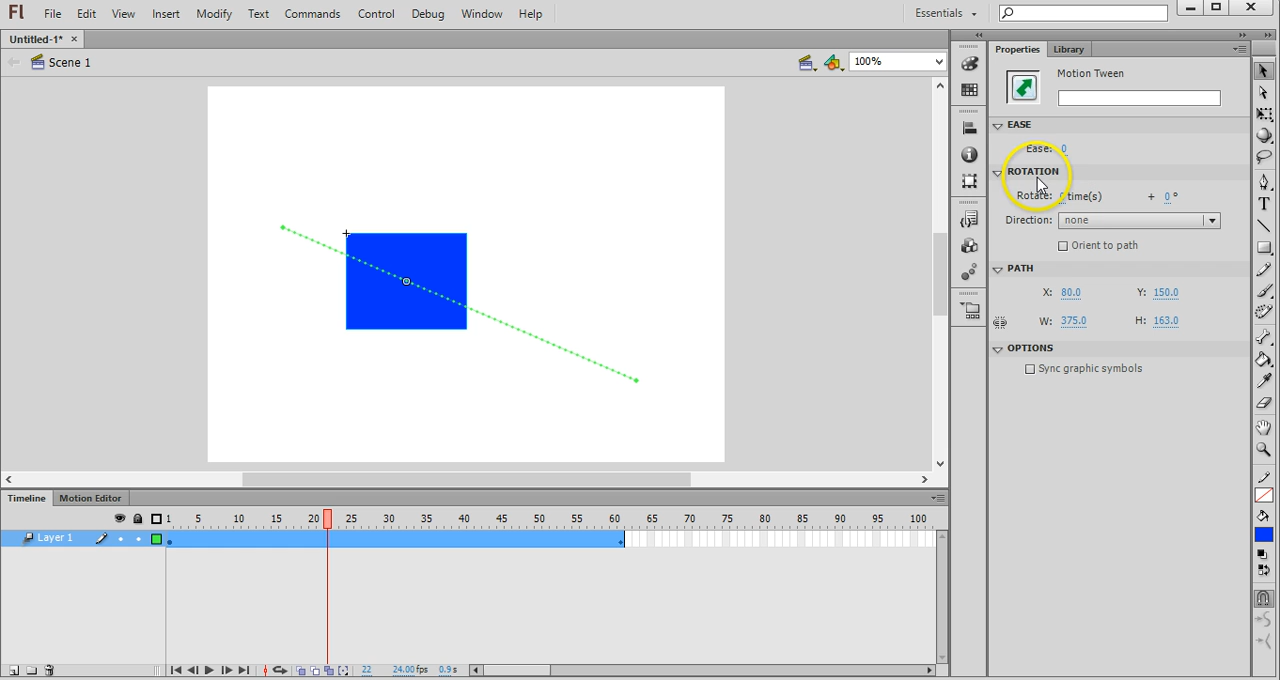 Fl File Edit View Insert Modify Text Commands Control Debug Window Help Essentials
Untitled-1* ×
Scene 1 100%
Properties Library
Motion Tween
EASE
Ease: 0
ROTATION
Rotate: time(s) + 0 °
Direction: none
Orient to path
PATH
X: 80.0 Y: 150.0
W: 375.0 H: 163.0
OPTIONS
Sync graphic symbols
Timeline Motion Editor
1 5 10 15 20 25 30 35 40 45 50 55 60 65 70 75 80 85 90 95 100
Layer 1
22 24.00 fps 0.9 s
T